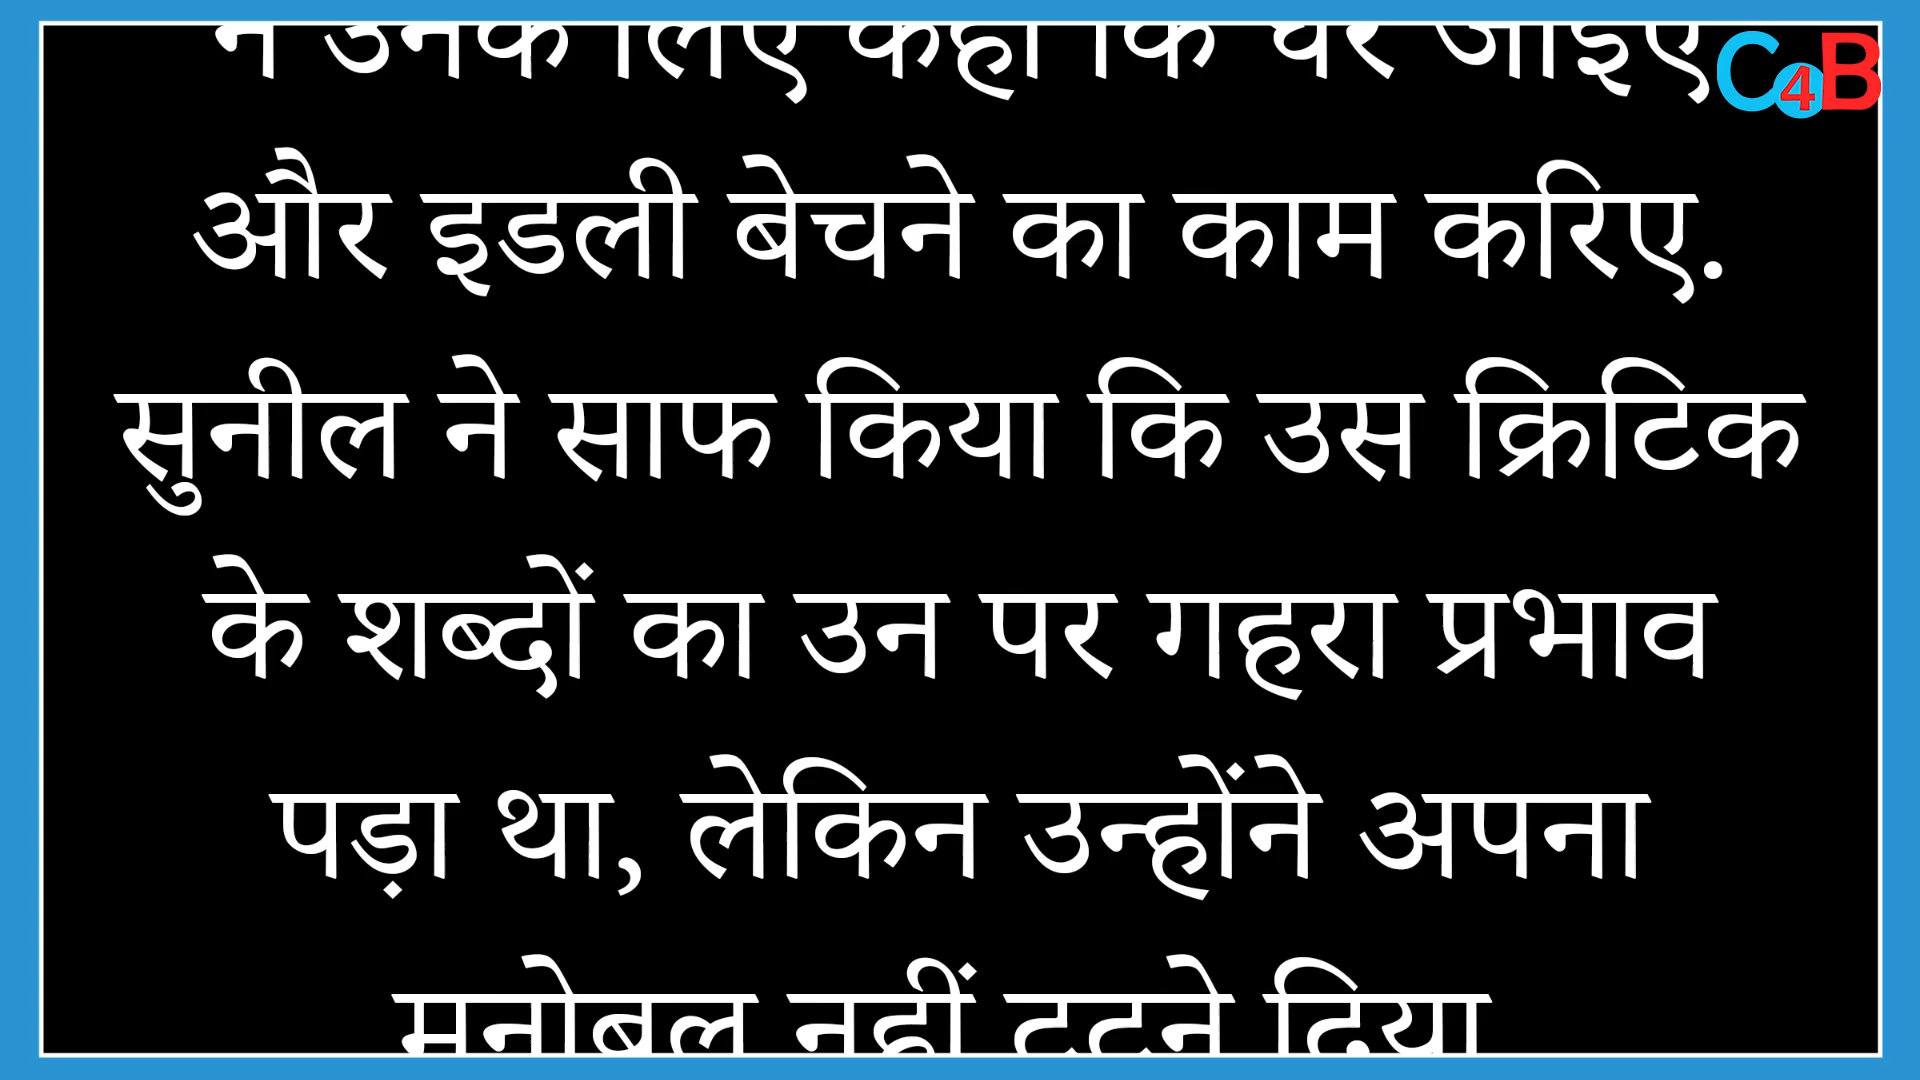 ने उनके लिए कहा कि घर जाइए
C4B
और इडली बेचने का काम करिए.
सुनील ने साफ किया कि उस क्रिटिक
के शब्दों का उन पर गहरा प्रभाव
पड़ा था, लेकिन उन्होंने अपना
मनोबल नहीं टूटने दिया